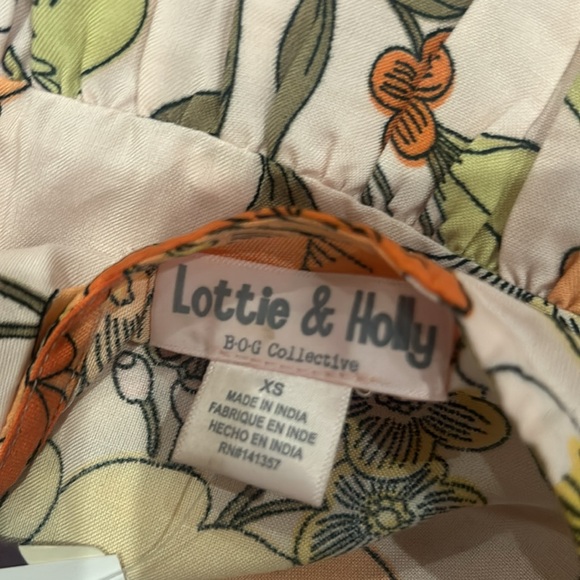 Lottie & Holly
B·O·G Collective
XS
MADE IN INDIA
FABRIQUE EN INDE
HECHO EN INDIA
RN#141357